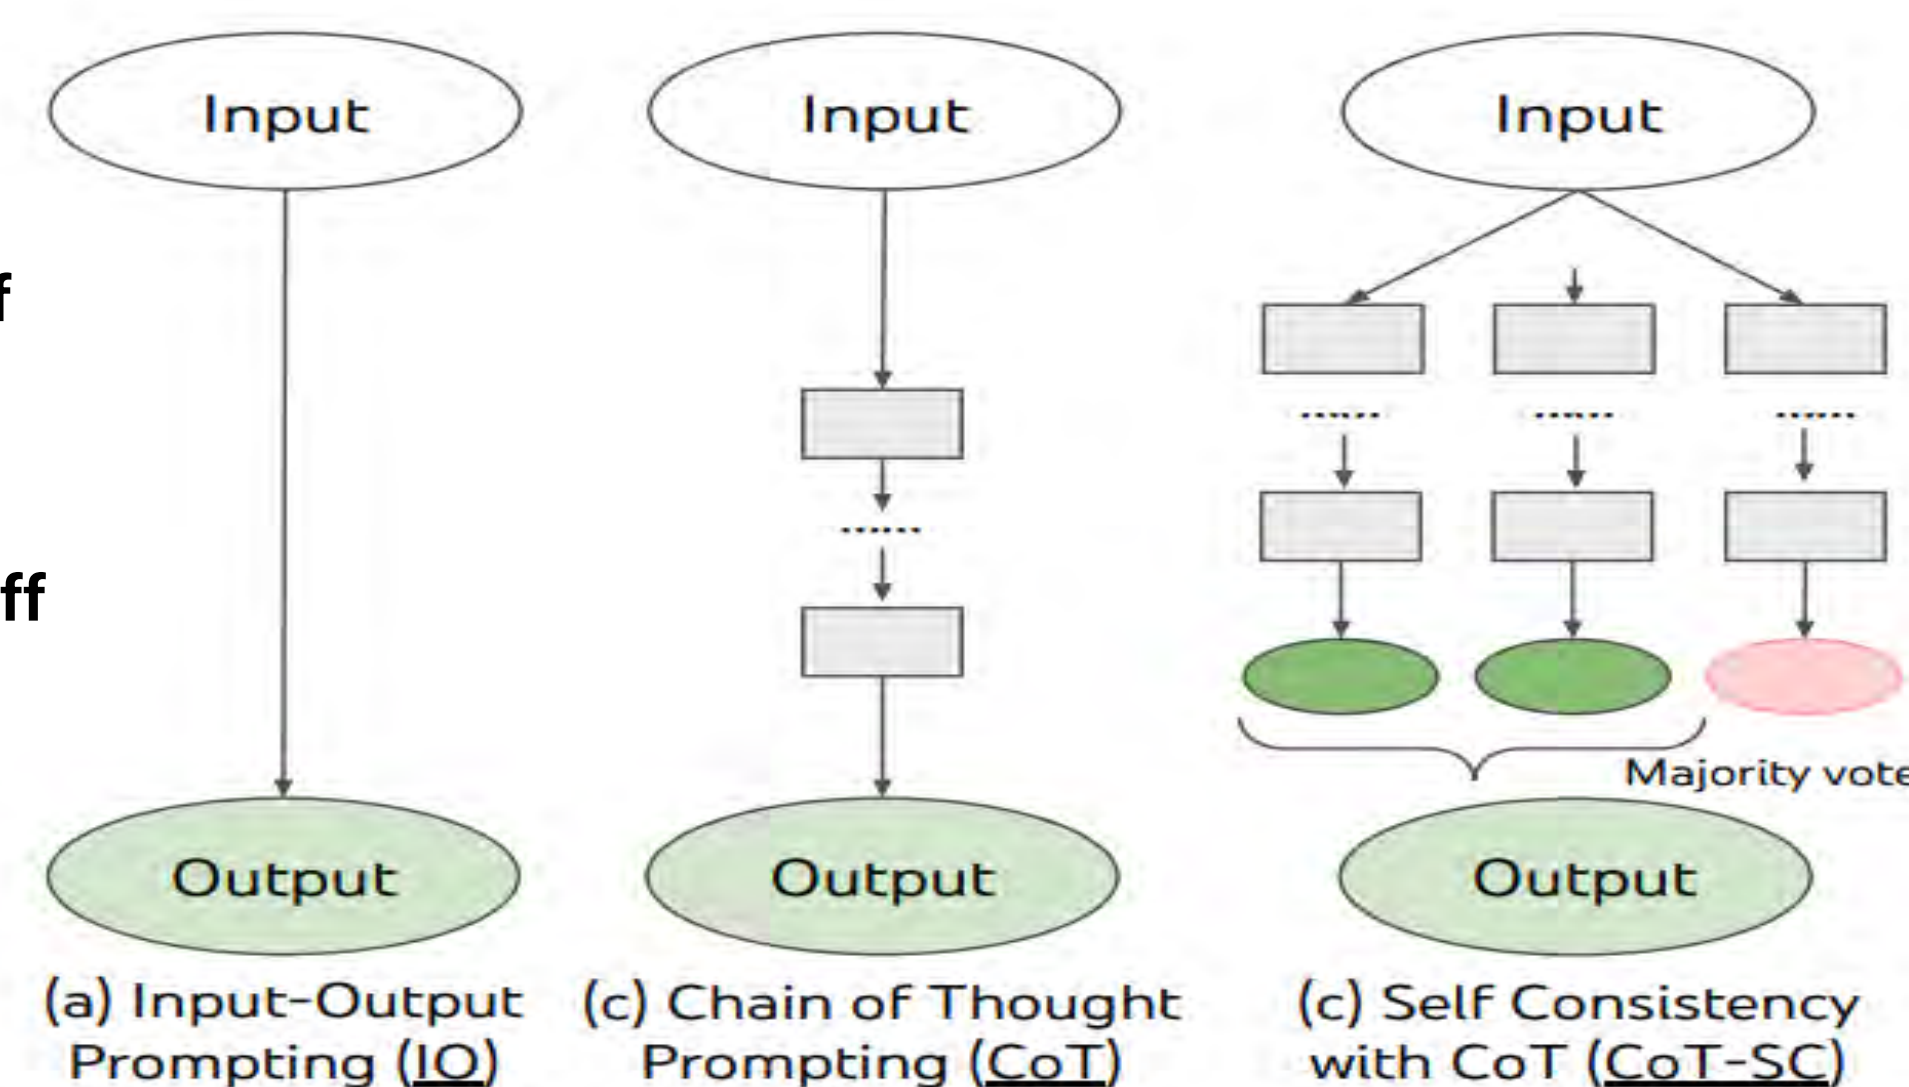 Input
Input
Input
f
ff
Majority vote
Output
Output
Output
(a) Input-Output
Prompting (IO)
(c) Chain of Thought
Prompting (CoT)
(c) Self Consistency
with CoT (CoT-SC)